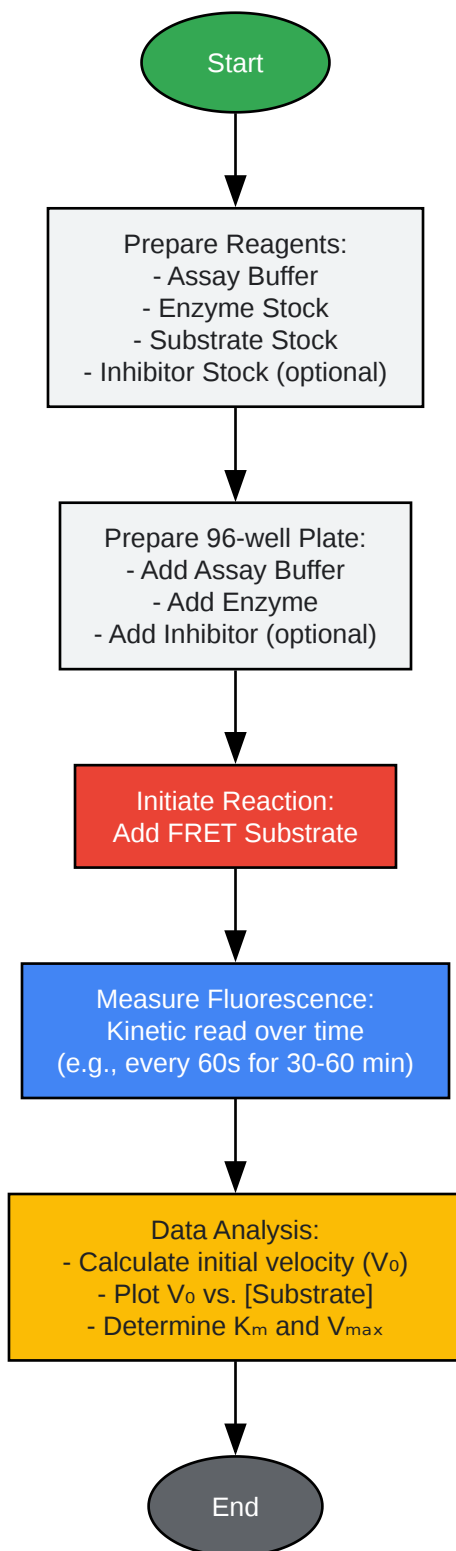 Start
Prepare Reagents:
- Assay Buffer
- Enzyme Stock
- Substrate Stock
- Inhibitor Stock (optional)
Prepare 96-well Plate:
- Add Assay Buffer
- Add Enzyme
- Add Inhibitor (optional)
Initiate Reaction:
Add FRET Substrate
Measure Fluorescence:
Kinetic read over time
(e.g., every 60s for 30-60 min)
Data Analysis:
- Calculate initial velocity (V₀)
- Plot V₀ vs. [Substrate]
- Determine Kₘ and Vₘₐₓ
End